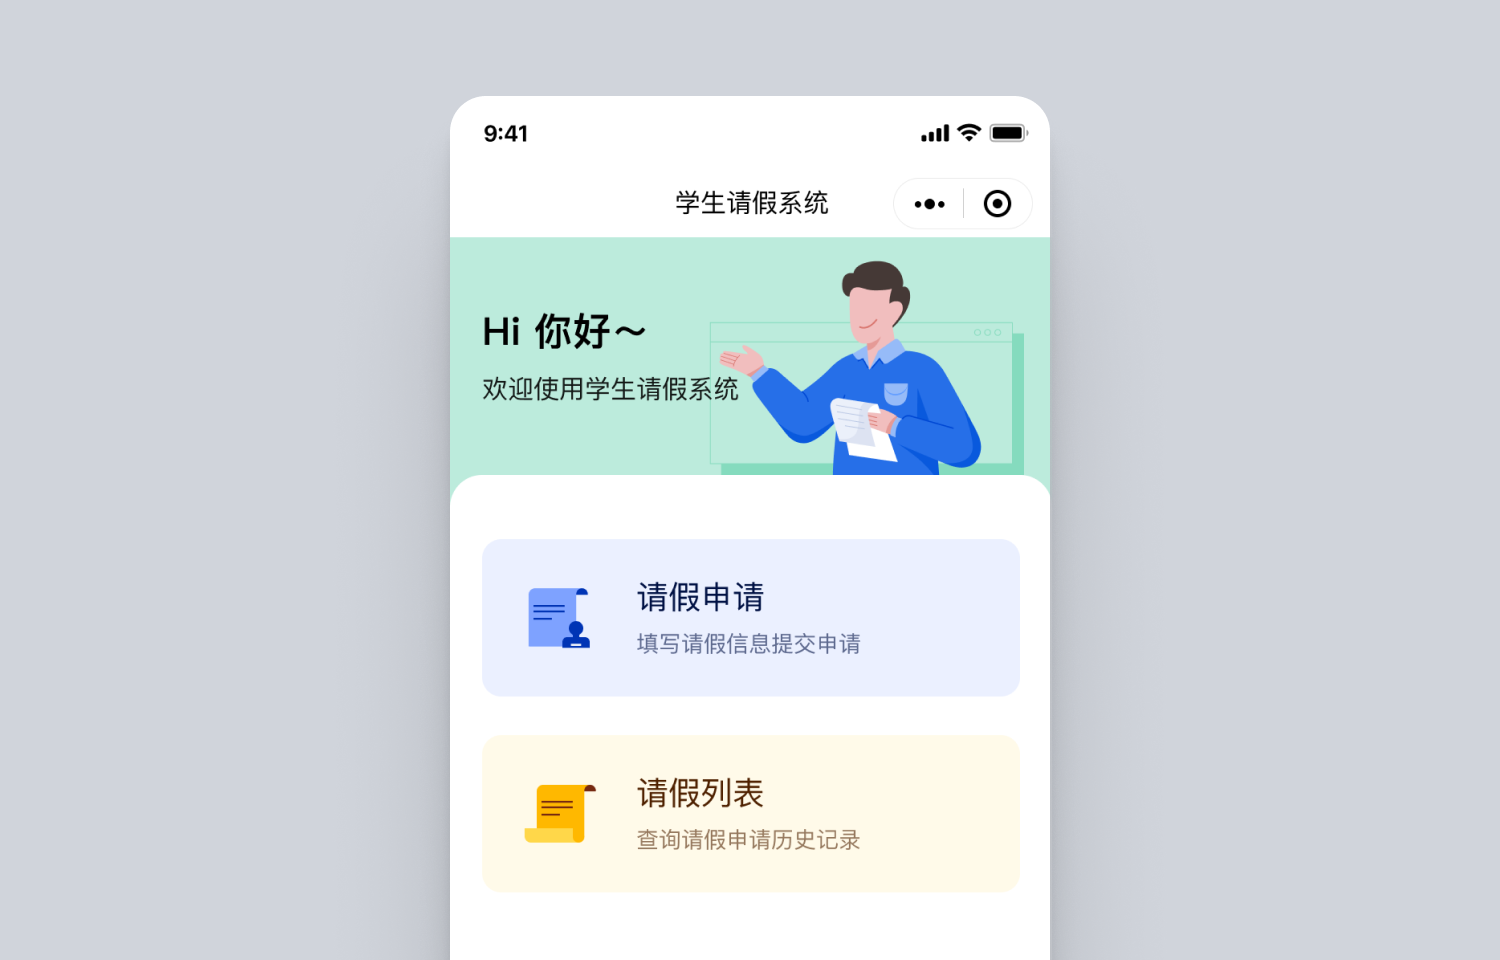 9:41
学生请假系统
Hi 你好～
欢迎使用学生请假系统
请假申请
填写请假信息提交申请
请假列表
查询请假申请历史记录